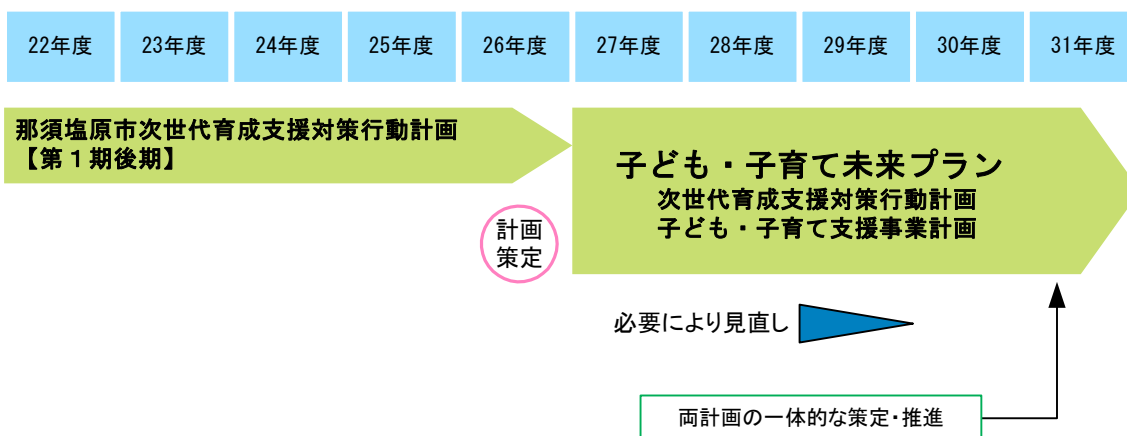 22年度 23年度 24年度 25年度 26年度 27年度 28年度 29年度 30年度 31年度
那須塩原市次世代育成支援対策行動計画
【第１期後期】
子ども・子育て未来プラン
次世代育成支援対策行動計画
子ども・子育て支援事業計画
計画
策定
必要により見直し
両計画の一体的な策定・推進